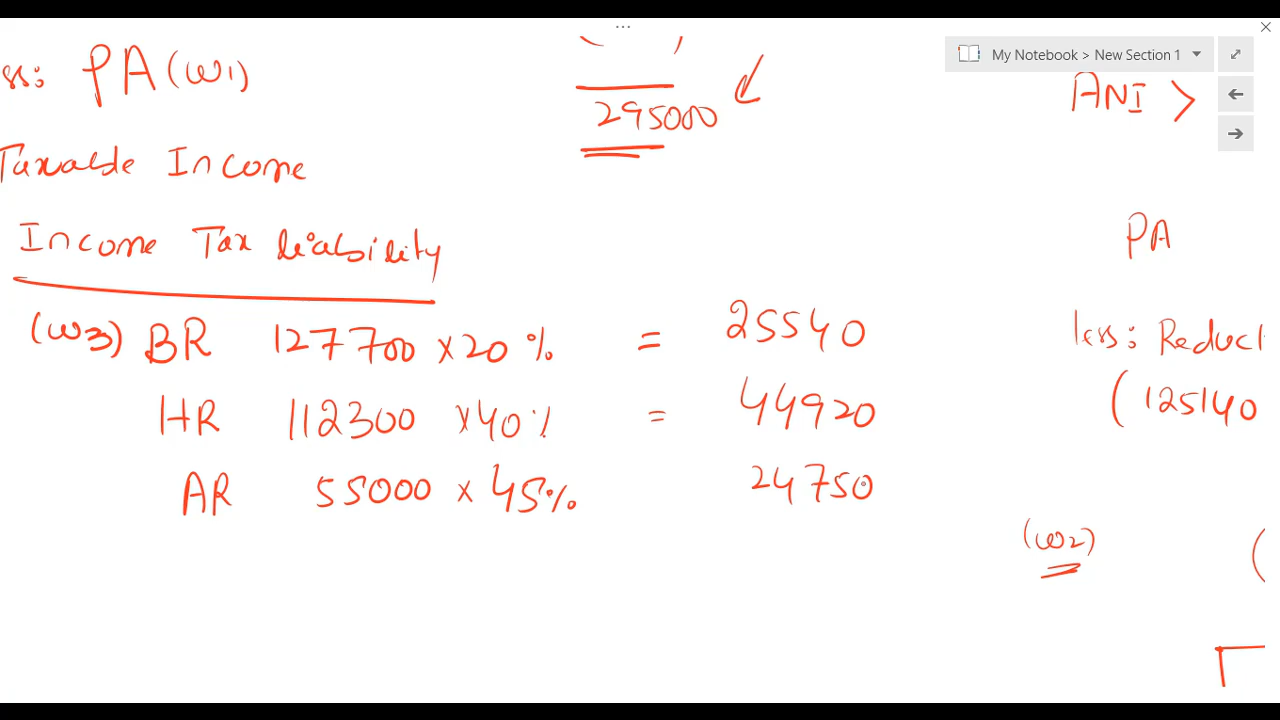 My Notebook > New Section 1
ss: PA (W1)
295000
Taxable Income
Income Tax liability
(W3) BR 127700 × 20 % = 25540
HR 112300 × 40% = 44920
AR 55000 × 45% 24750
ANI >
PA
less: Reduct
(125140
(W2)